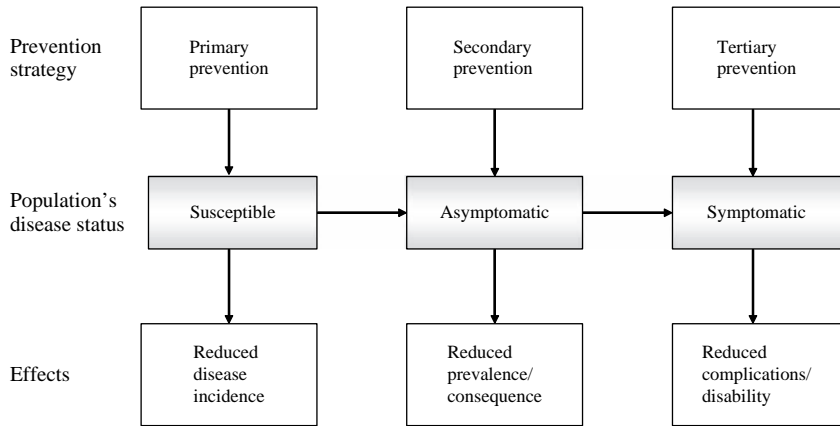 Prevention
strategy
Primary
prevention
Secondary
prevention
Tertiary
prevention
Population's
disease status
Susceptible
Asymptomatic
Symptomatic
Effects
Reduced
disease
incidence
Reduced
prevalence/
consequence
Reduced
complications/
disability